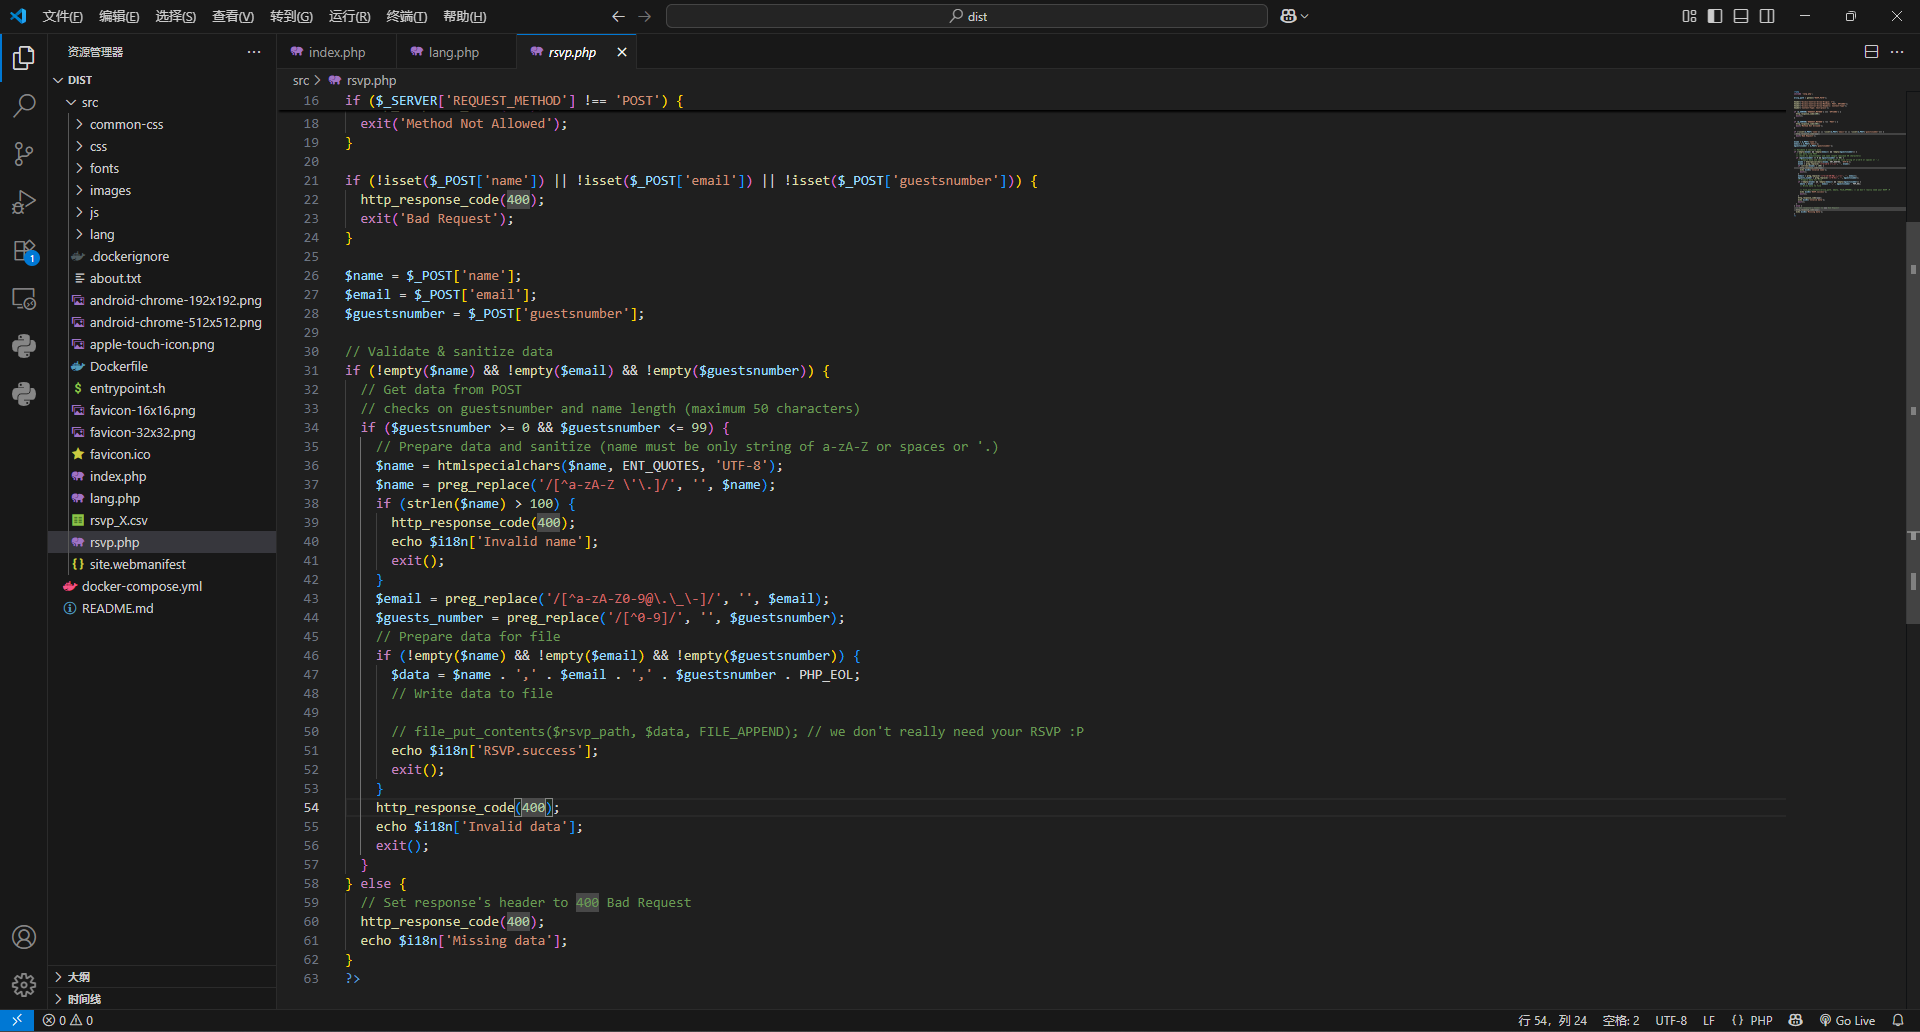 文件(F) 编辑(E) 选择(S) 查看(V) 转到(G) 运行(R) 终端(T) 帮助(H)
dist
资源管理器
DIST
src
common-css
css
fonts
images
js
lang
.dockerignore
about.txt
android-chrome-192x192.png
android-chrome-512x512.png
apple-touch-icon.png
Dockerfile
entrypoint.sh
favicon-16x16.png
favicon-32x32.png
favicon.ico
index.php
lang.php
rsvp_X.csv
rsvp.php
site.webmanifest
docker-compose.yml
README.md
大纲
时间线
1
index.php lang.php rsvp.php
src > rsvp.php
16 if ($_SERVER['REQUEST_METHOD'] !== 'POST') {
18 exit('Method Not Allowed');
19 }
20
21 if (!isset($_POST['name']) || !isset($_POST['email']) || !isset($_POST['guestsnumber'])) {
22 http_response_code(400);
23 exit('Bad Request');
24 }
25
26 $name = $_POST['name'];
27 $email = $_POST['email'];
28 $guestsnumber = $_POST['guestsnumber'];
29
30 // Validate & sanitize data
31 if (!empty($name) && !empty($email) && !empty($guestsnumber)) {
32 // Get data from POST
33 // checks on guestsnumber and name length (maximum 50 characters)
34 if ($guestsnumber >= 0 && $guestsnumber <= 99) {
35 // Prepare data and sanitize (name must be only string of a-zA-Z or spaces or '.)
36 $name = htmlspecialchars($name, ENT_QUOTES, 'UTF-8');
37 $name = preg_replace('/[^a-zA-Z \'\.]/', '', $name);
38 if (strlen($name) > 100) {
39 http_response_code(400);
40 echo $i18n['Invalid name'];
41 exit();
42 }
43 $email = preg_replace('/[^a-zA-Z0-9@\.\_\-]/', '', $email);
44 $guests_number = preg_replace('/[^0-9]/', '', $guestsnumber);
45 // Prepare data for file
46 if (!empty($name) && !empty($email) && !empty($guestsnumber)) {
47 $data = $name . ',' . $email . ',' . $guestsnumber . PHP_EOL;
48 // Write data to file
49
50 // file_put_contents($rsvp_path, $data, FILE_APPEND); // we don't really need your RSVP :P
51 echo $i18n['RSVP.success'];
52 exit();
53 }
54 http_response_code(400);
55 echo $i18n['Invalid data'];
56 exit();
57 }
58 } else {
59 // Set response's header to 400 Bad Request
60 http_response_code(400);
61 echo $i18n['Missing data'];
62 }
63 ?>
0 0 行 54，列 24 空格: 2 UTF-8 LF {} PHP Go Live